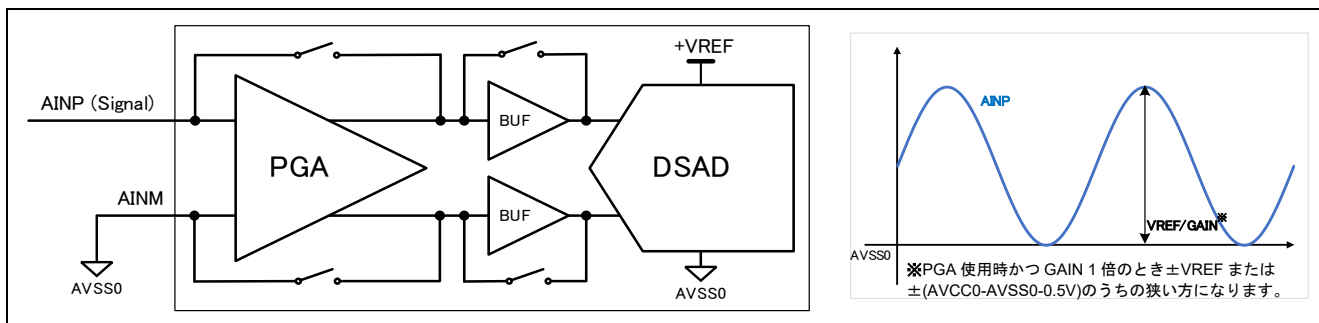 +VREF
AINP (Signal)
BUF
PGA
DSAD
AINM
BUF
AVSS0
AVSS0
AINP
VREF/GAIN※
AVSS0
※PGA 使用時かつ GAIN 1 倍のとき±VREF または
±(AVCC0-AVSS0-0.5V)のうちの狭い方になります。